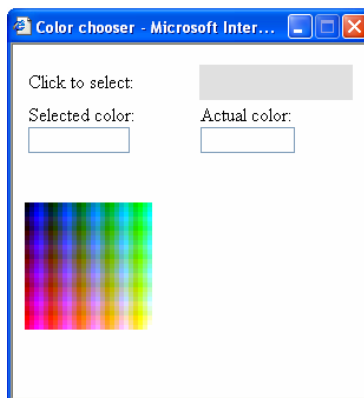 Color chooser - Microsoft Inter...
Click to select:
Selected color: Actual color: